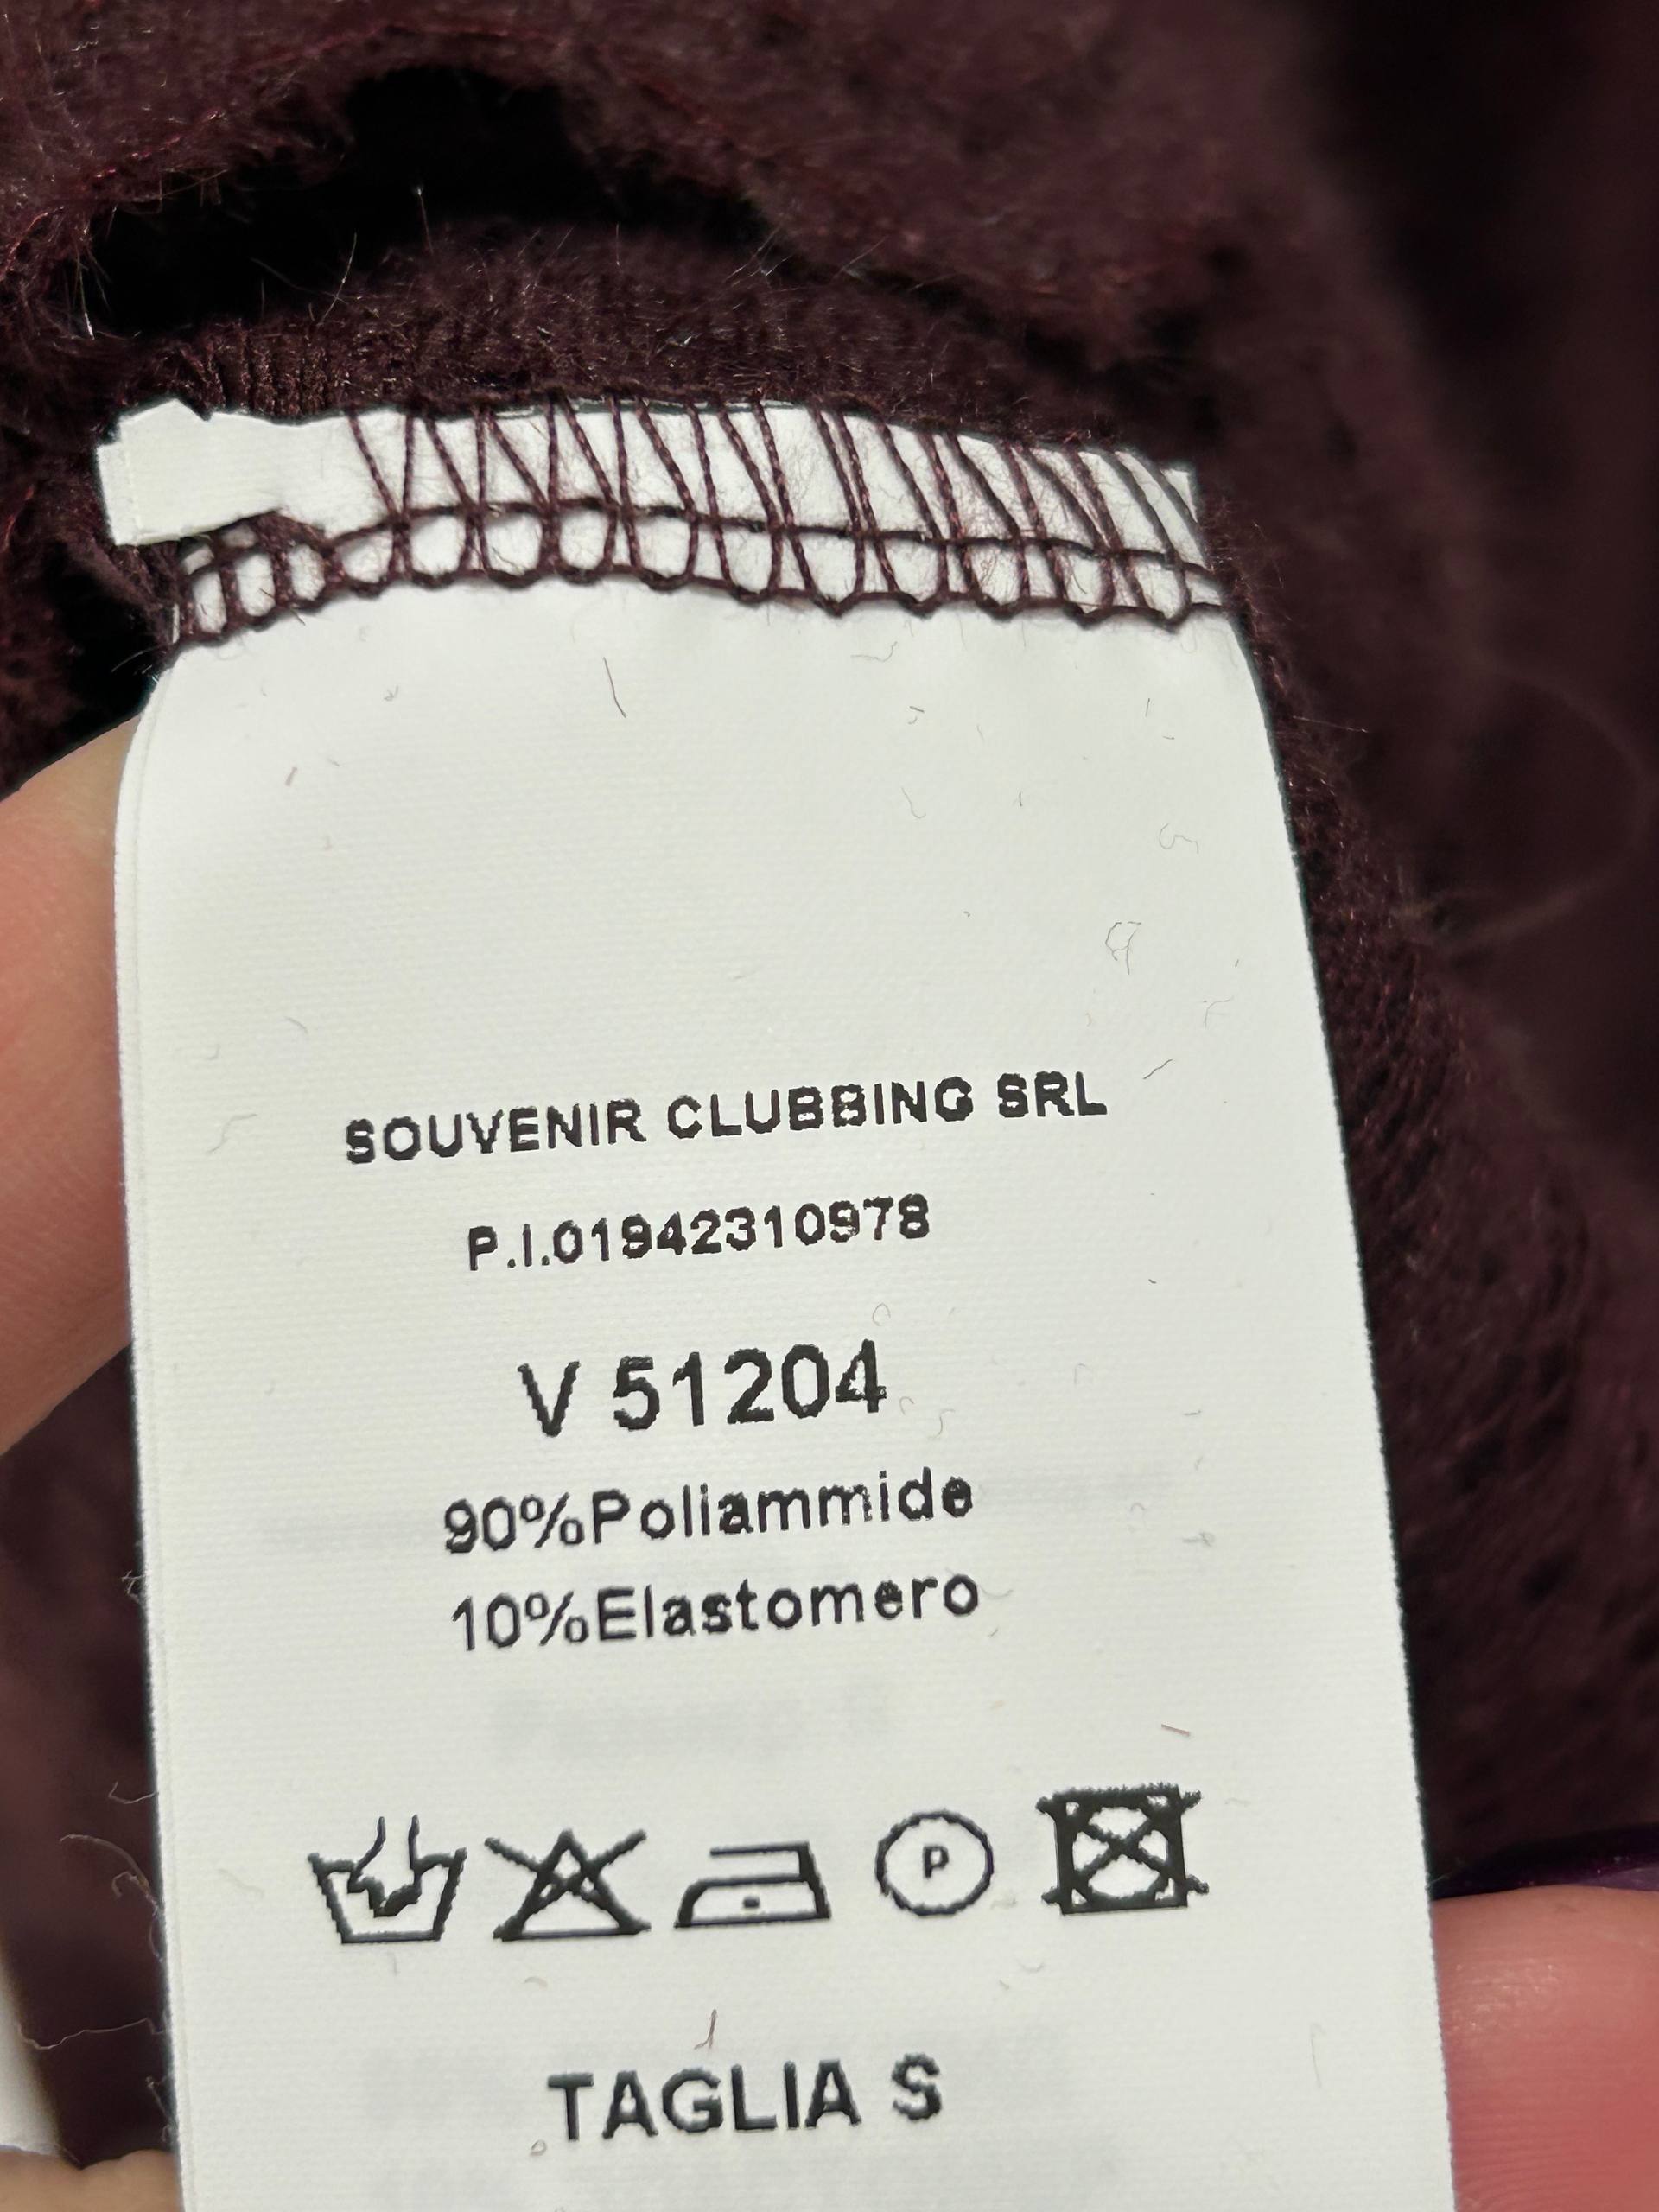 SOUVENIR CLUBBING SRL
P.I.01942310978
V 51204
90%Poliammide
10%Elastomero
P
TAGLIA S